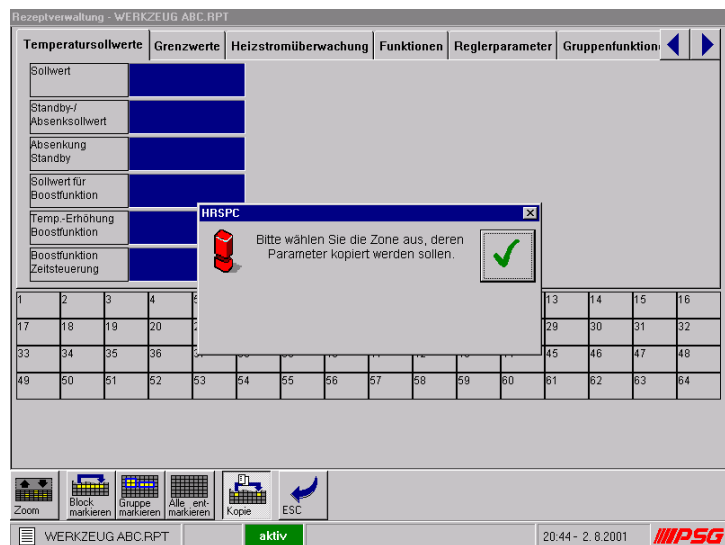 Rezeptverwaltung - WERKZEUG ABC.RPT
Temperatursollwerte Grenzwerte Heizstromüberwachung Funktionen Reglerparameter Gruppenfunktion
Sollwert
Standby-/
Absenksollwert
Absenkung
Standby
Sollwert für
Boostfunktion
Temp.-Erhöhung
Boostfunktion
Boostfunktion
Zeitsteuerung
HRSPC
Bitte wählen Sie die Zone aus, deren
Parameter kopiert werden sollen.
1 2 3 4 13 14 15 16
17 18 19 20 29 30 31 32
33 34 35 36 45 46 47 48
49 50 51 52 53 54 55 56 57 58 59 60 61 62 63 64
Zoom
Block
markieren
Gruppe
markieren
Alle ent-
markieren
Kopie
ESC
WERKZEUG ABC.RPT aktiv 20:44 - 2. 8.2001 PSG